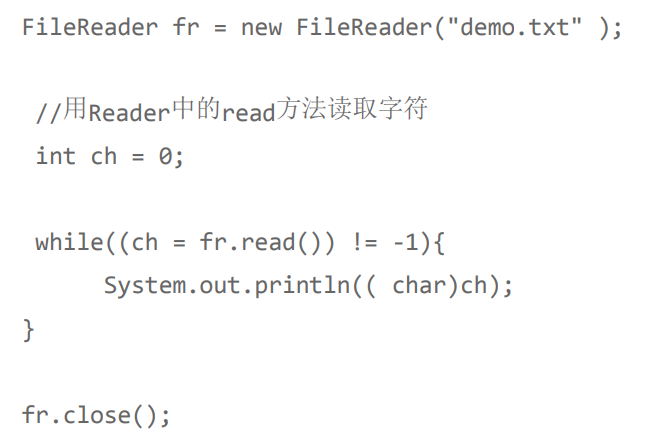 FileReader fr = new FileReader("demo.txt" );
//用Reader中的read方法读取字符
int ch = 0;
while((ch = fr.read()) != -1){
System.out.println(( char)ch);
}
fr.close();